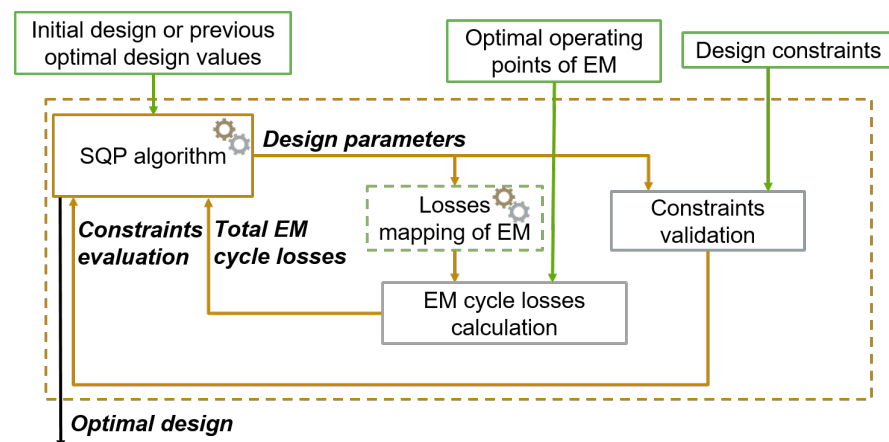 Initial design or previous
optimal design values
Optimal operating
points of EM
Design constraints
SQP algorithm
Design parameters
Losses
mapping of EM
Constraints
validation
Constraints
evaluation
Total EM
cycle losses
EM cycle losses
calculation
Optimal design